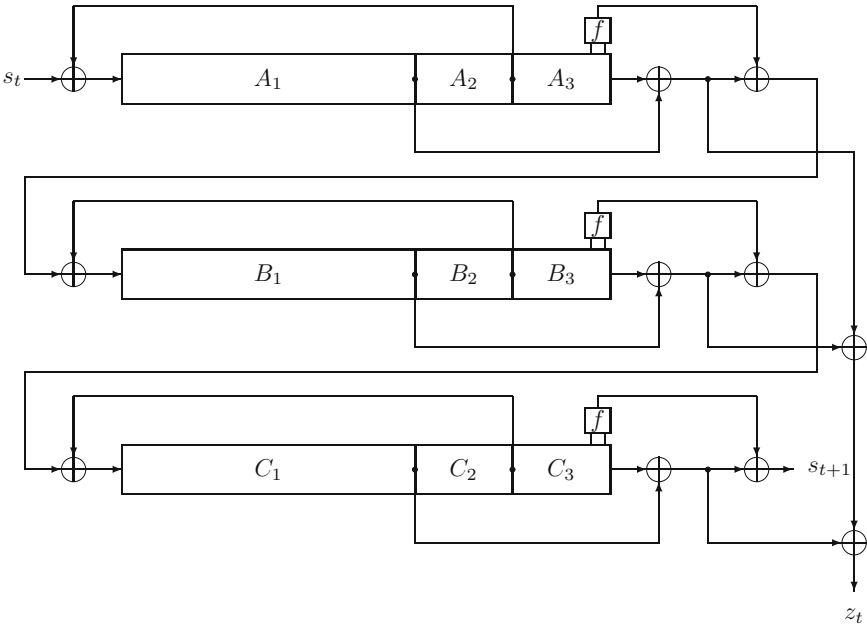 f
s_t A_1 A_2 A_3
f
B_1 B_2 B_3
f
C_1 C_2 C_3 s_{t+1}
z_t